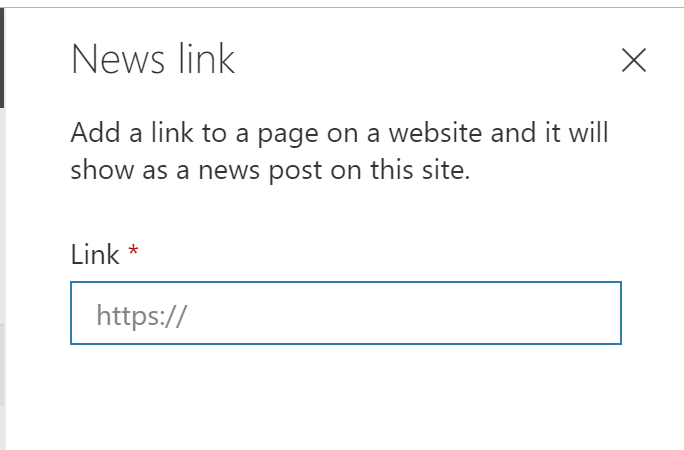 News link
Add a link to a page on a website and it will
show as a news post on this site.
Link *
https://